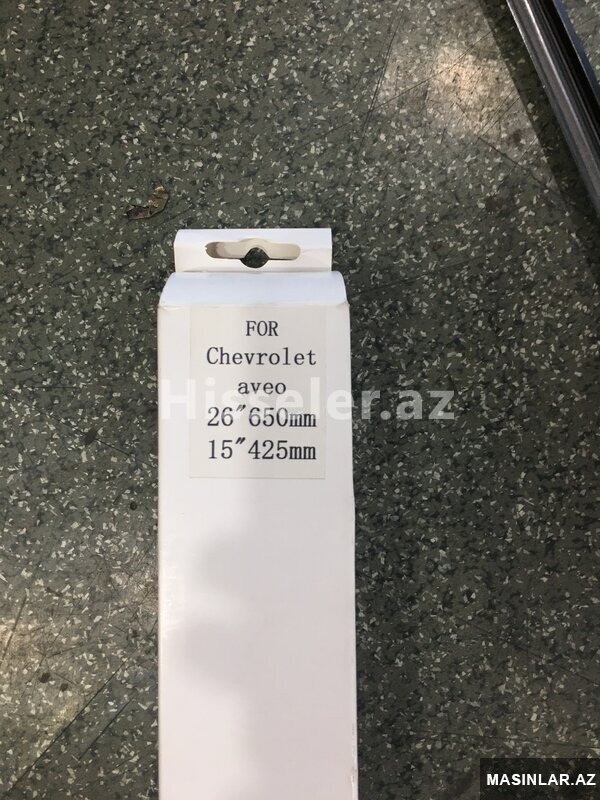 FOR
Chevrolet
aveo
Hisseler.az
26"650mm
15"425mm
MASINLAR.AZ